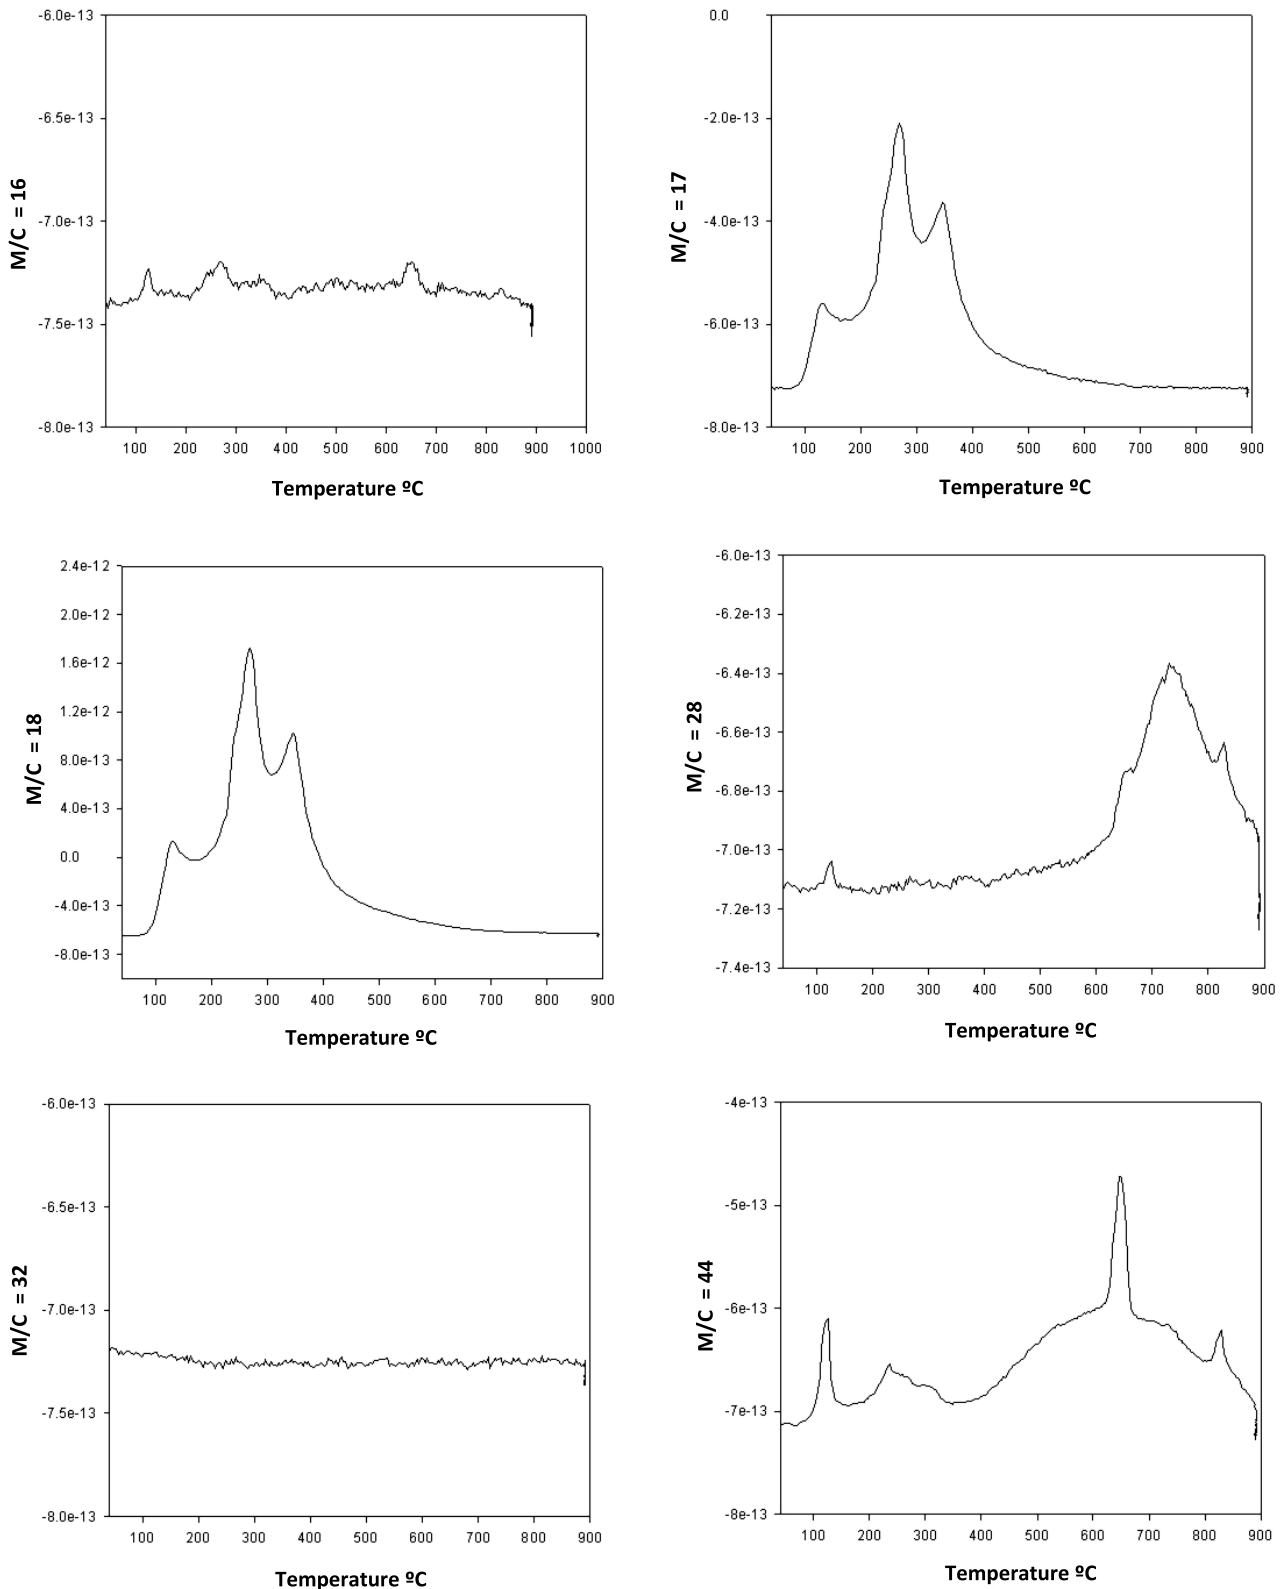 -6.0e-13
-6.5e-13
-7.0e-13
-7.5e-13
-8.0e-13
M/C = 16
100 200 300 400 500 600 700 800 900 1000
Temperature ºC
0.0
-2.0e-13
-4.0e-13
-6.0e-13
-8.0e-13
M/C = 17
100 200 300 400 500 600 700 800 900
Temperature ºC
2.4e-12
2.0e-12
1.6e-12
1.2e-12
8.0e-13
4.0e-13
0.0
-4.0e-13
-8.0e-13
M/C = 18
100 200 300 400 500 600 700 800 900
Temperature ºC
-6.0e-13
-6.2e-13
-6.4e-13
-6.6e-13
-6.8e-13
-7.0e-13
-7.2e-13
-7.4e-13
M/C = 28
100 200 300 400 500 600 700 800 900
Temperature ºC
-6.0e-13
-6.5e-13
-7.0e-13
-7.5e-13
-8.0e-13
M/C = 32
100 200 300 400 500 600 700 800 900
Temperature ºC
-4e-13
-5e-13
-6e-13
-7e-13
-8e-13
M/C = 44
100 200 300 400 500 600 700 800 900
Temperature ºC